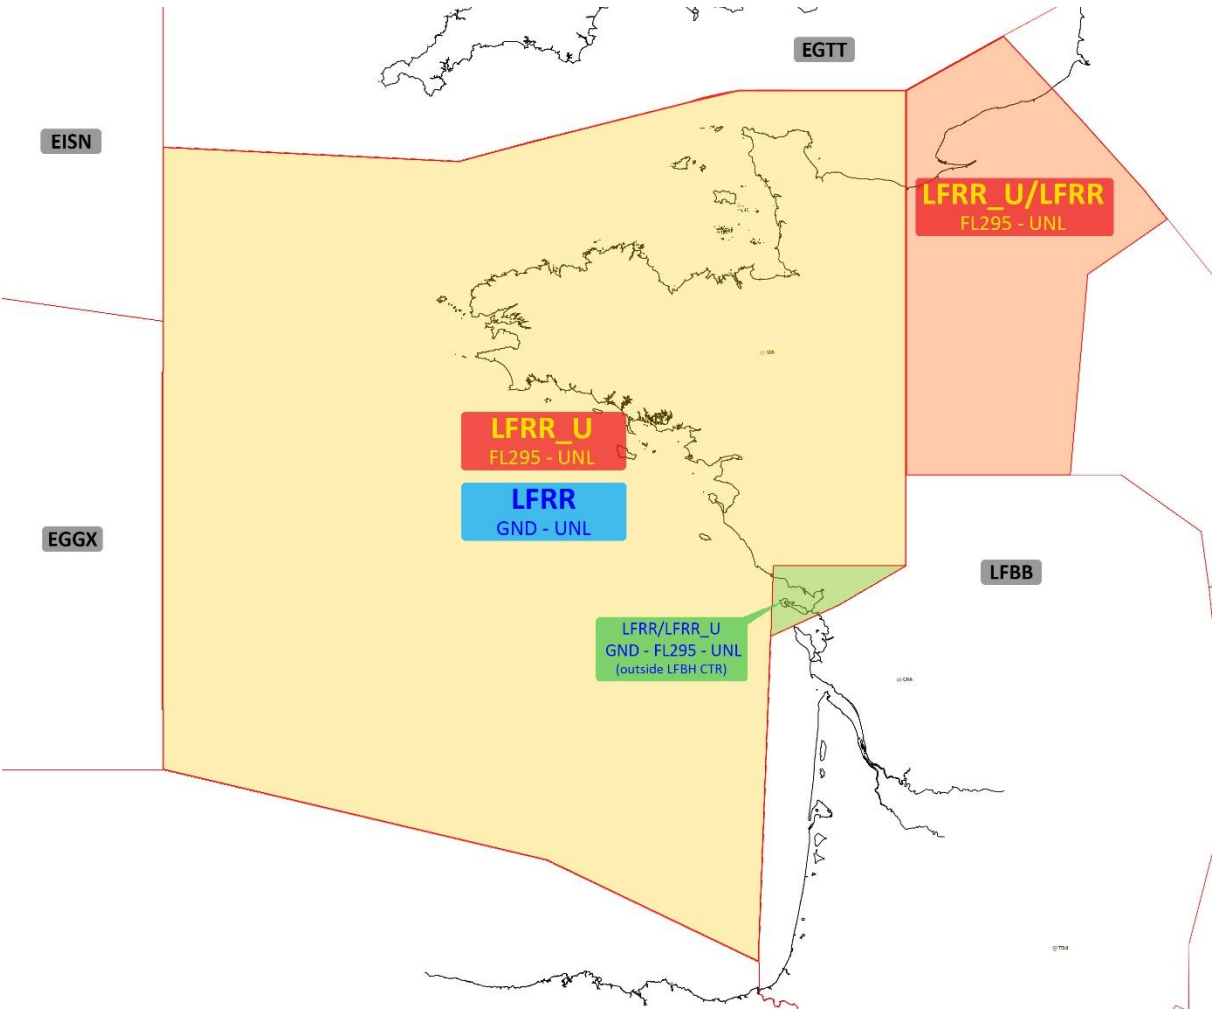 EGTT
EISN
LFRR_U/LFRR
FL295 - UNL
LFRR_U
FL295 - UNL
LFRR
GND - UNL
EGGX
LFBB
LFRR/LFRR_U
GND - FL295 - UNL
(outside LFBH CTR)